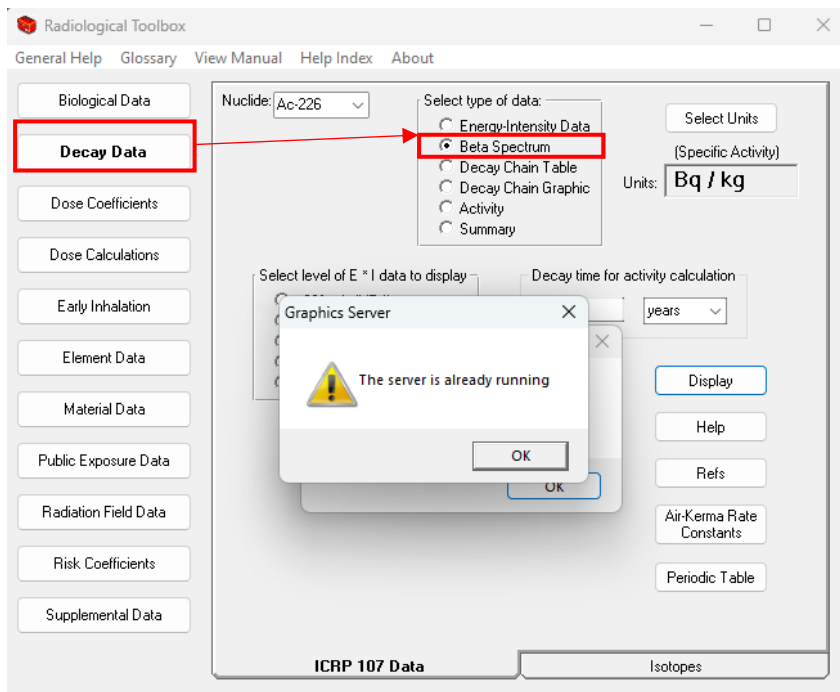 Radiological Toolbox
General Help Glossary View Manual Help Index About
Biological Data
Decay Data
Dose Coefficients
Dose Calculations
Early Inhalation
Element Data
Material Data
Public Exposure Data
Radiation Field Data
Risk Coefficients
Supplemental Data
Nuclide: Ac-226
Select type of data:
Energy-Intensity Data
Beta Spectrum
Decay Chain Table
Decay Chain Graphic
Activity
Summary
Select Units
(Specific Activity)
Units: Bq / kg
Select level of E * I data to display
Decay time for activity calculation
years
Graphics Server
The server is already running
OK
OK
Display
Help
Refs
Air-Kerma Rate
Constants
Periodic Table
ICRP 107 Data
Isotopes